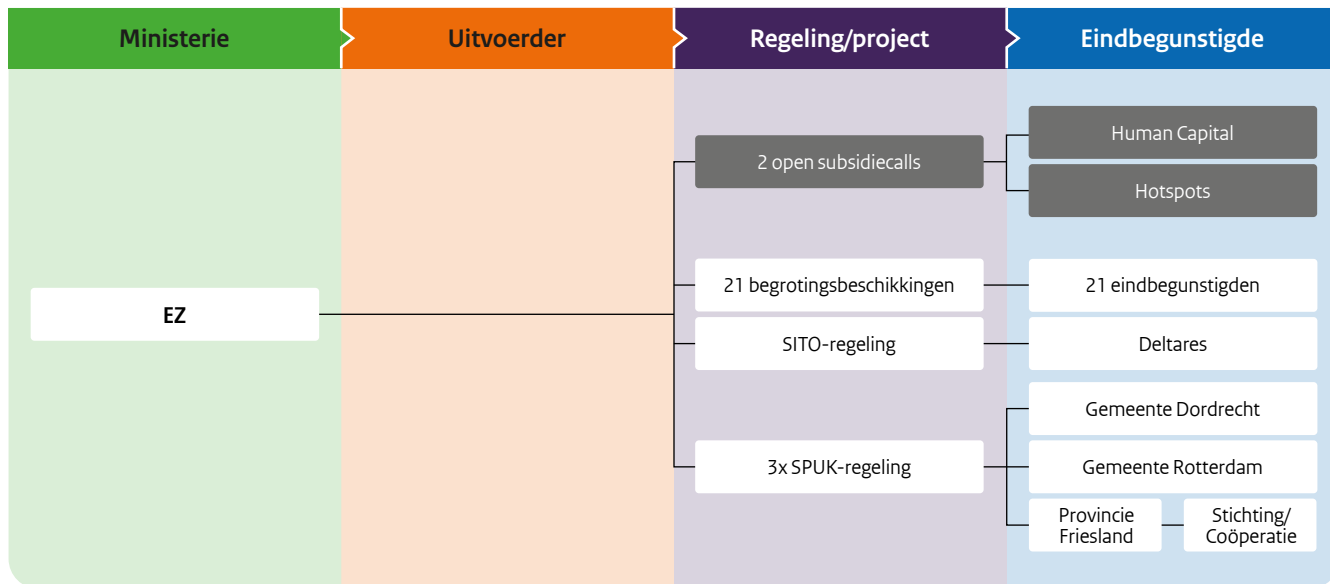 Ministerie
Uitvoerder
Regeling/project
Eindbegunstigde
EZ
2 open subsidiecalls
Human Capital
Hotspots
21 begrotingsbeschikkingen
21 eindbegunstigden
SITO-regeling
Deltares
3x SPUK-regeling
Gemeente Dordrecht
Gemeente Rotterdam
Provincie
Friesland
Stichting/
Coöperatie